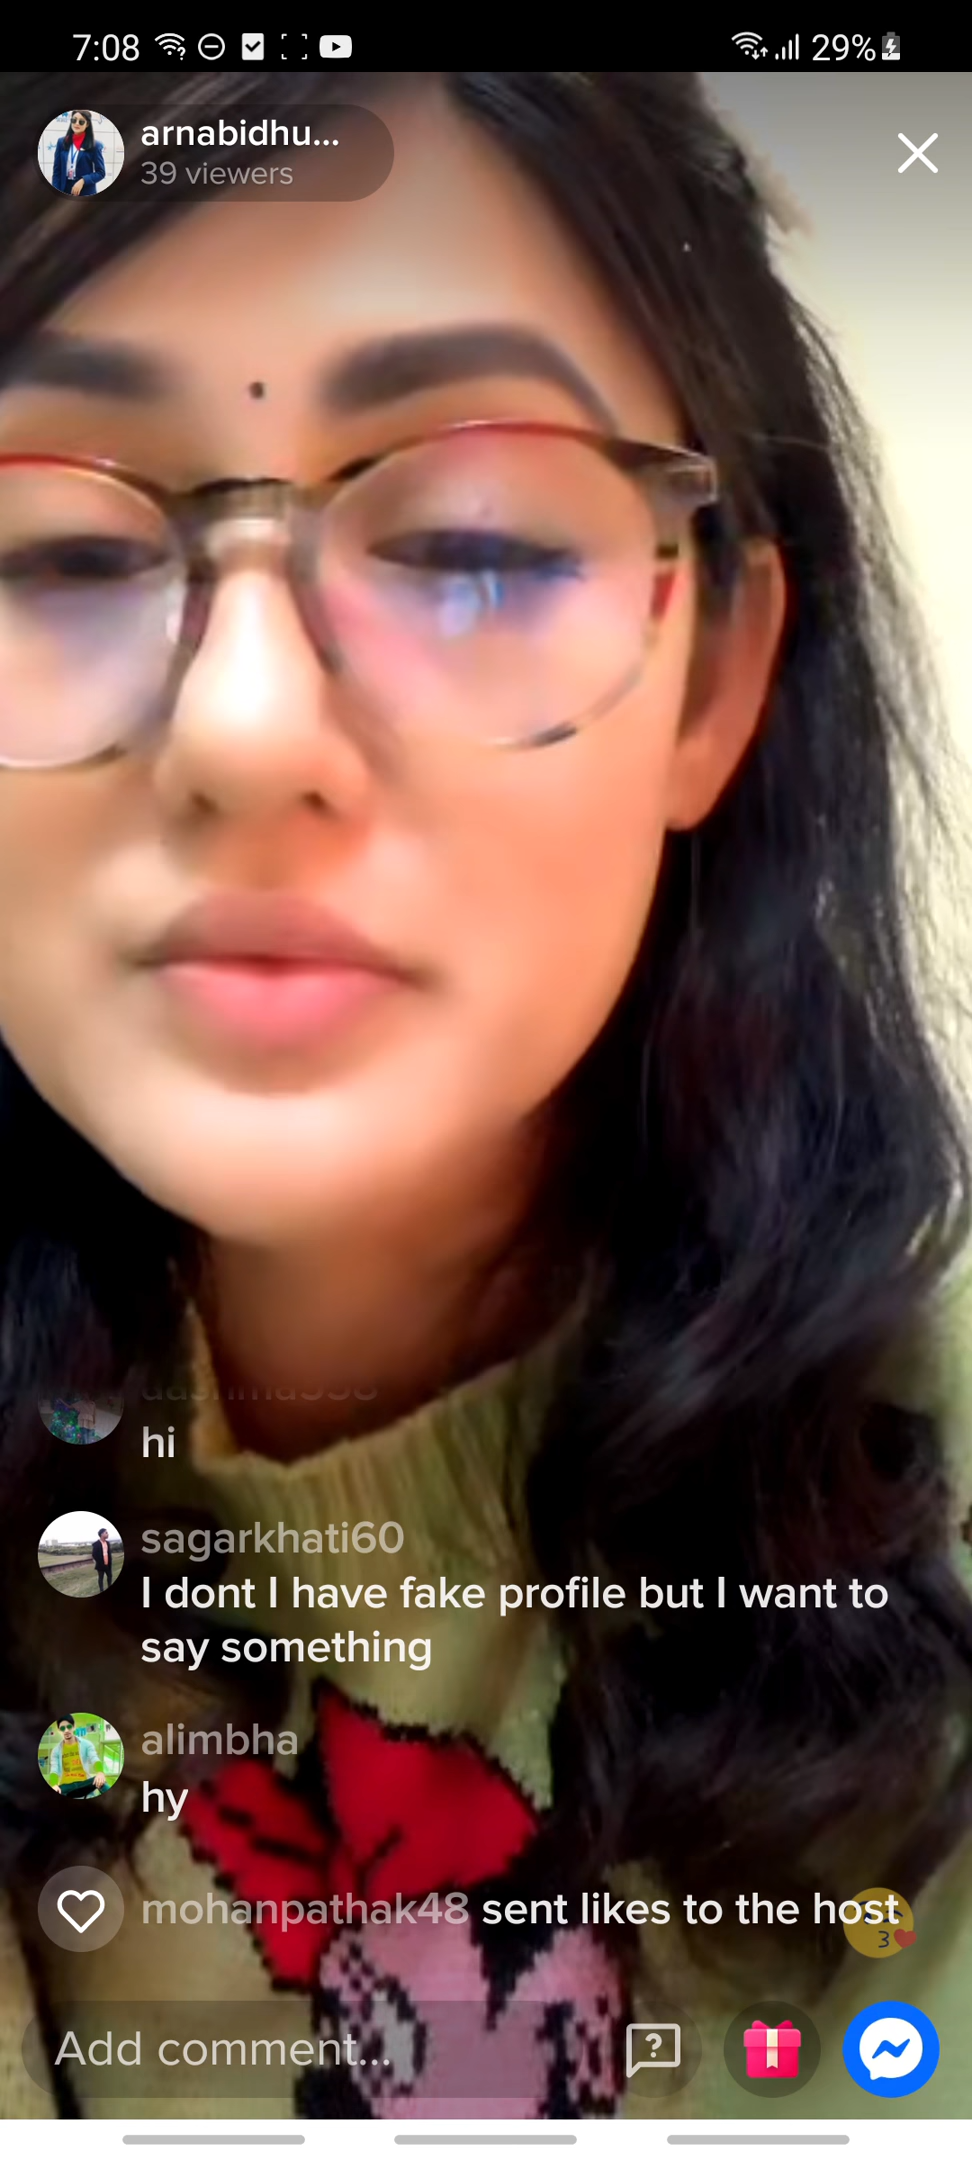 7:08
29%
arnabidhu...
39 viewers
hi
sagarkhati60
I dont I have fake profile but I want to
say something
alimbha
hy
mohanpathak48 sent likes to the host
Add comment...